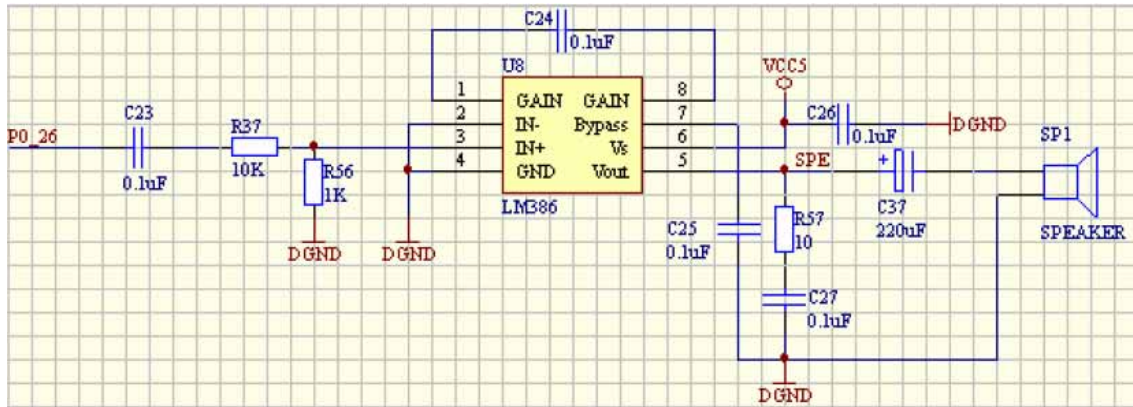 C24
0.1uF
U8
VCC5
1
GAIN
GAIN
8
2
IN-
Bypass
7
3
IN+
Vs
6
4
GND
Vout
5
LM386
P0_26
C23
0.1uF
R37
10K
R56
1K
DGND
DGND
C26
0.1uF
DGND
SP1
SPE
+
C37
220uF
SPEAKER
C25
0.1uF
R57
10
C27
0.1uF
DGND